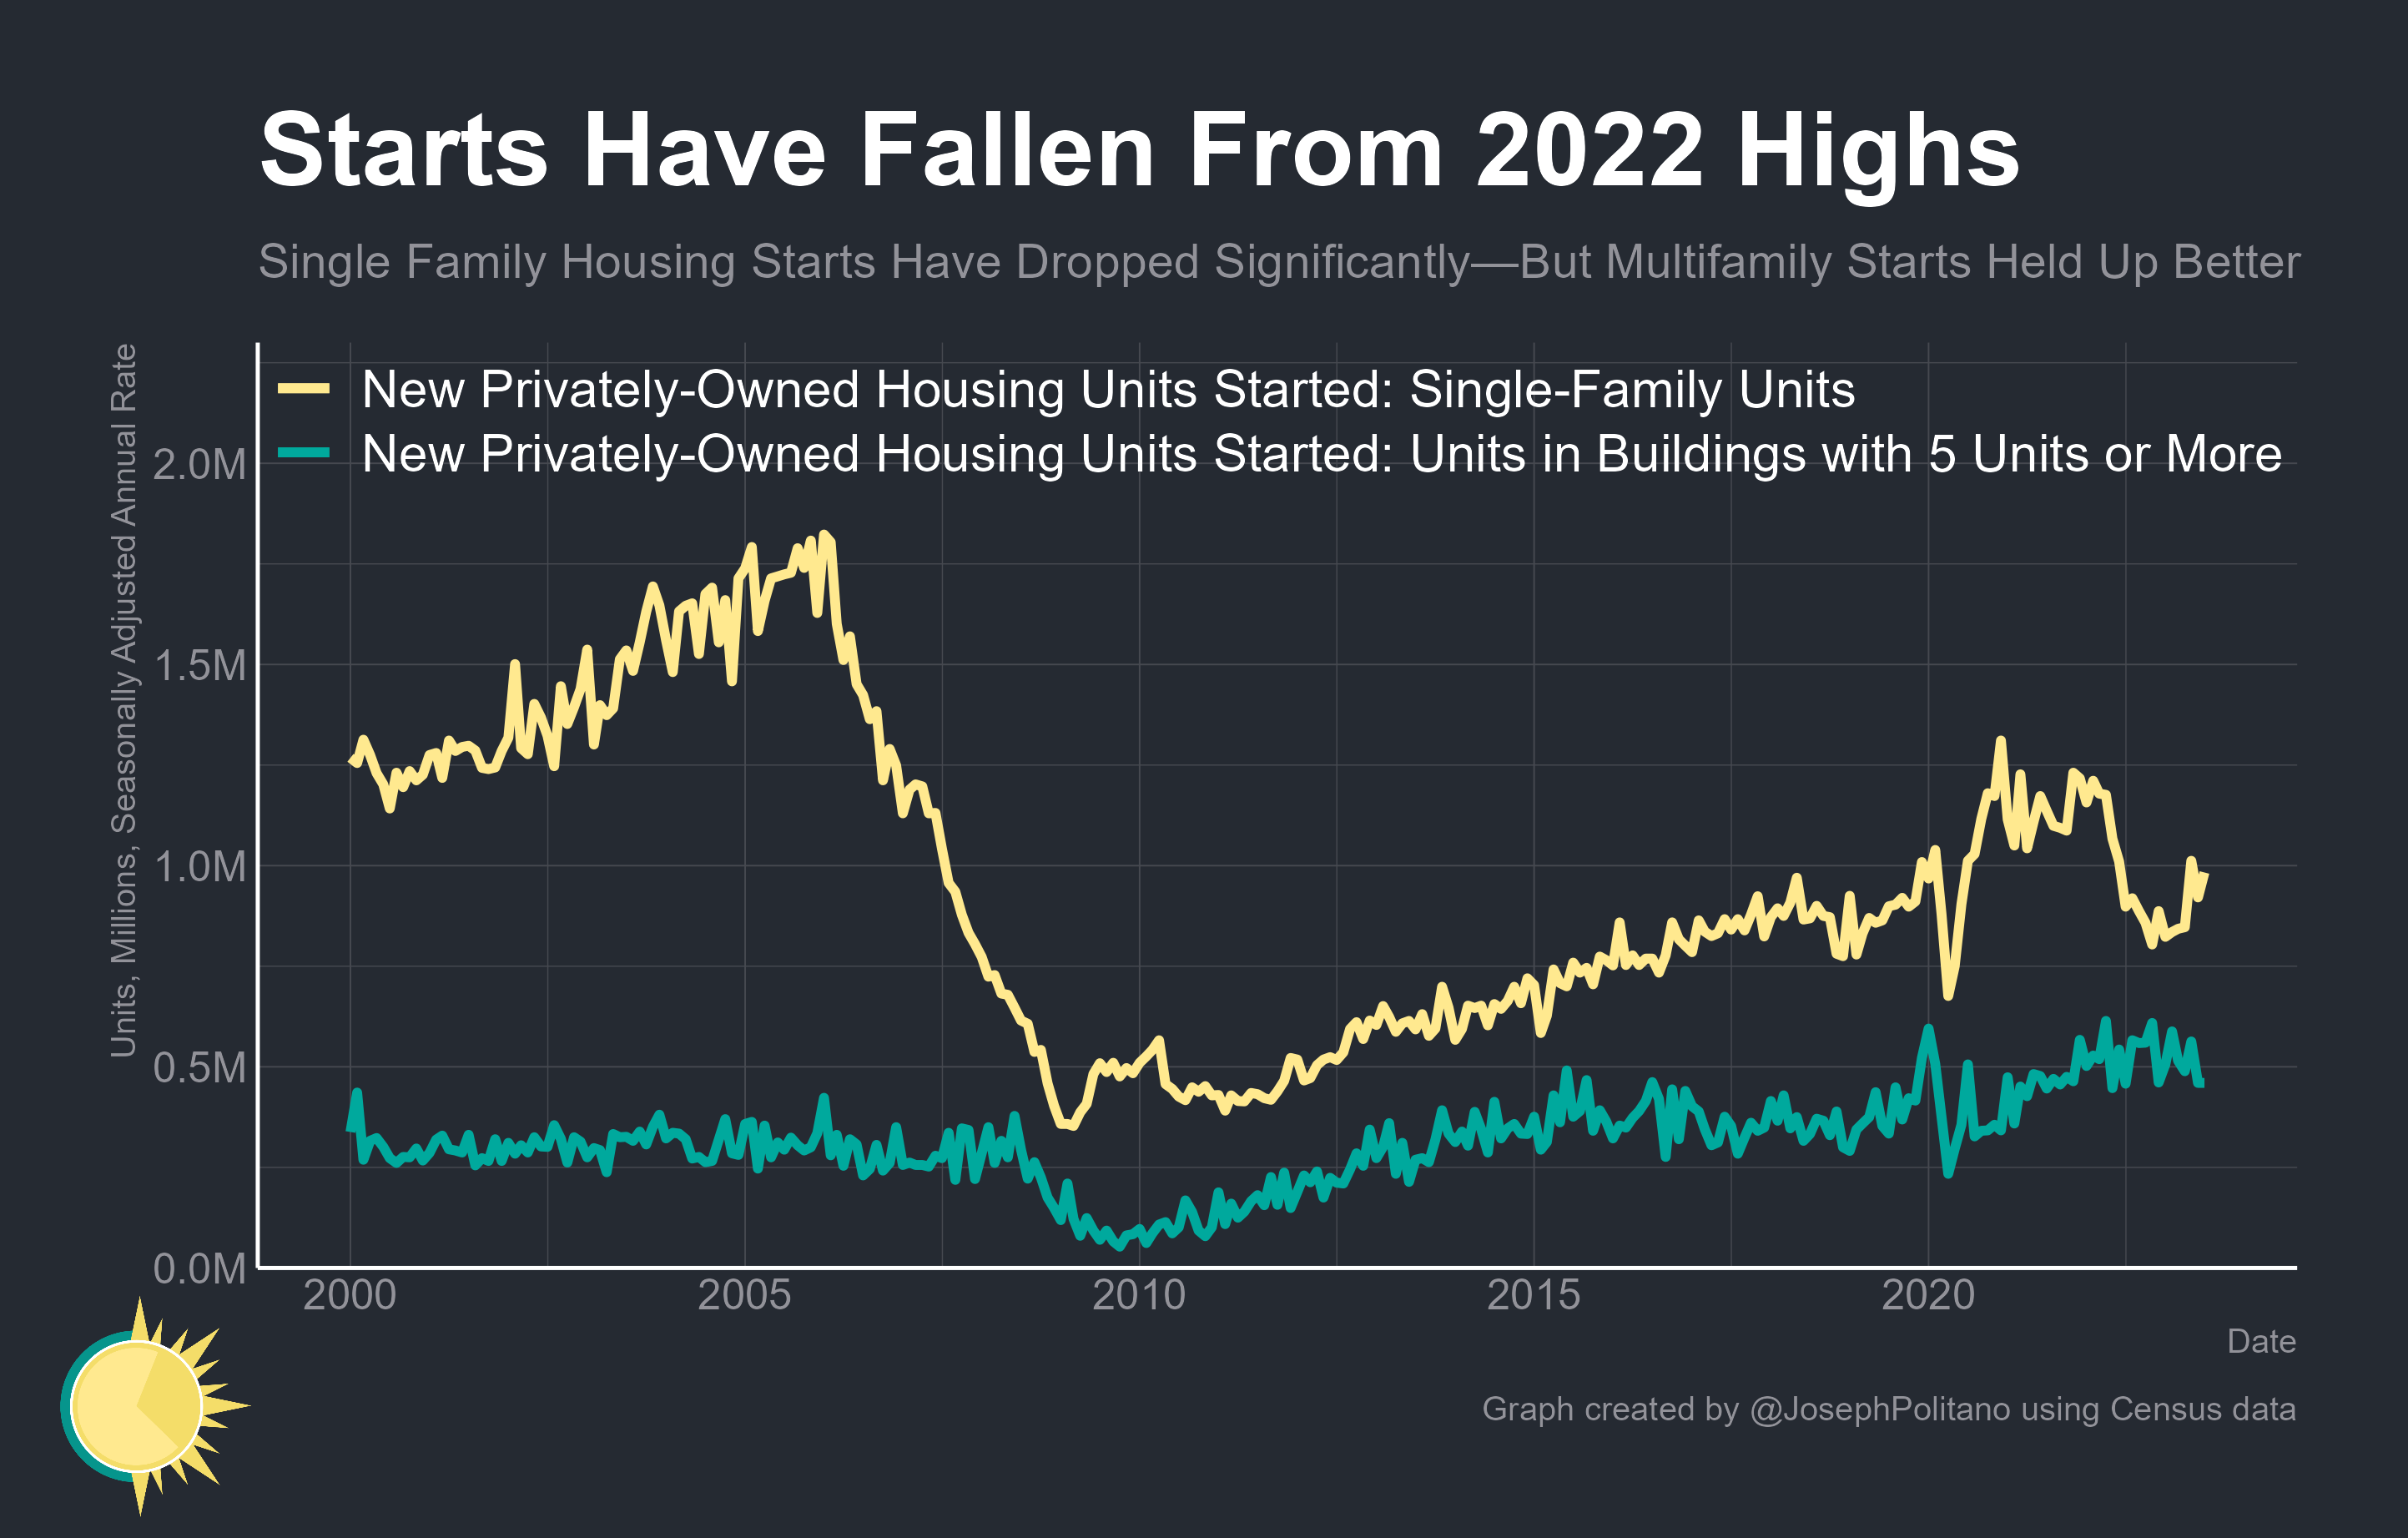 Starts Have Fallen From 2022 Highs
Single Family Housing Starts Have Dropped Significantly—But Multifamily Starts Held Up Better
Units, Millions, Seasonally Adjusted Annual Rate
New Privately-Owned Housing Units Started: Single-Family Units
New Privately-Owned Housing Units Started: Units in Buildings with 5 Units or More
2.0M
1.5M
1.0M
0.5M
0.0M
2000 2005 2010 2015 2020
Date
Graph created by @JosephPolitano using Census data